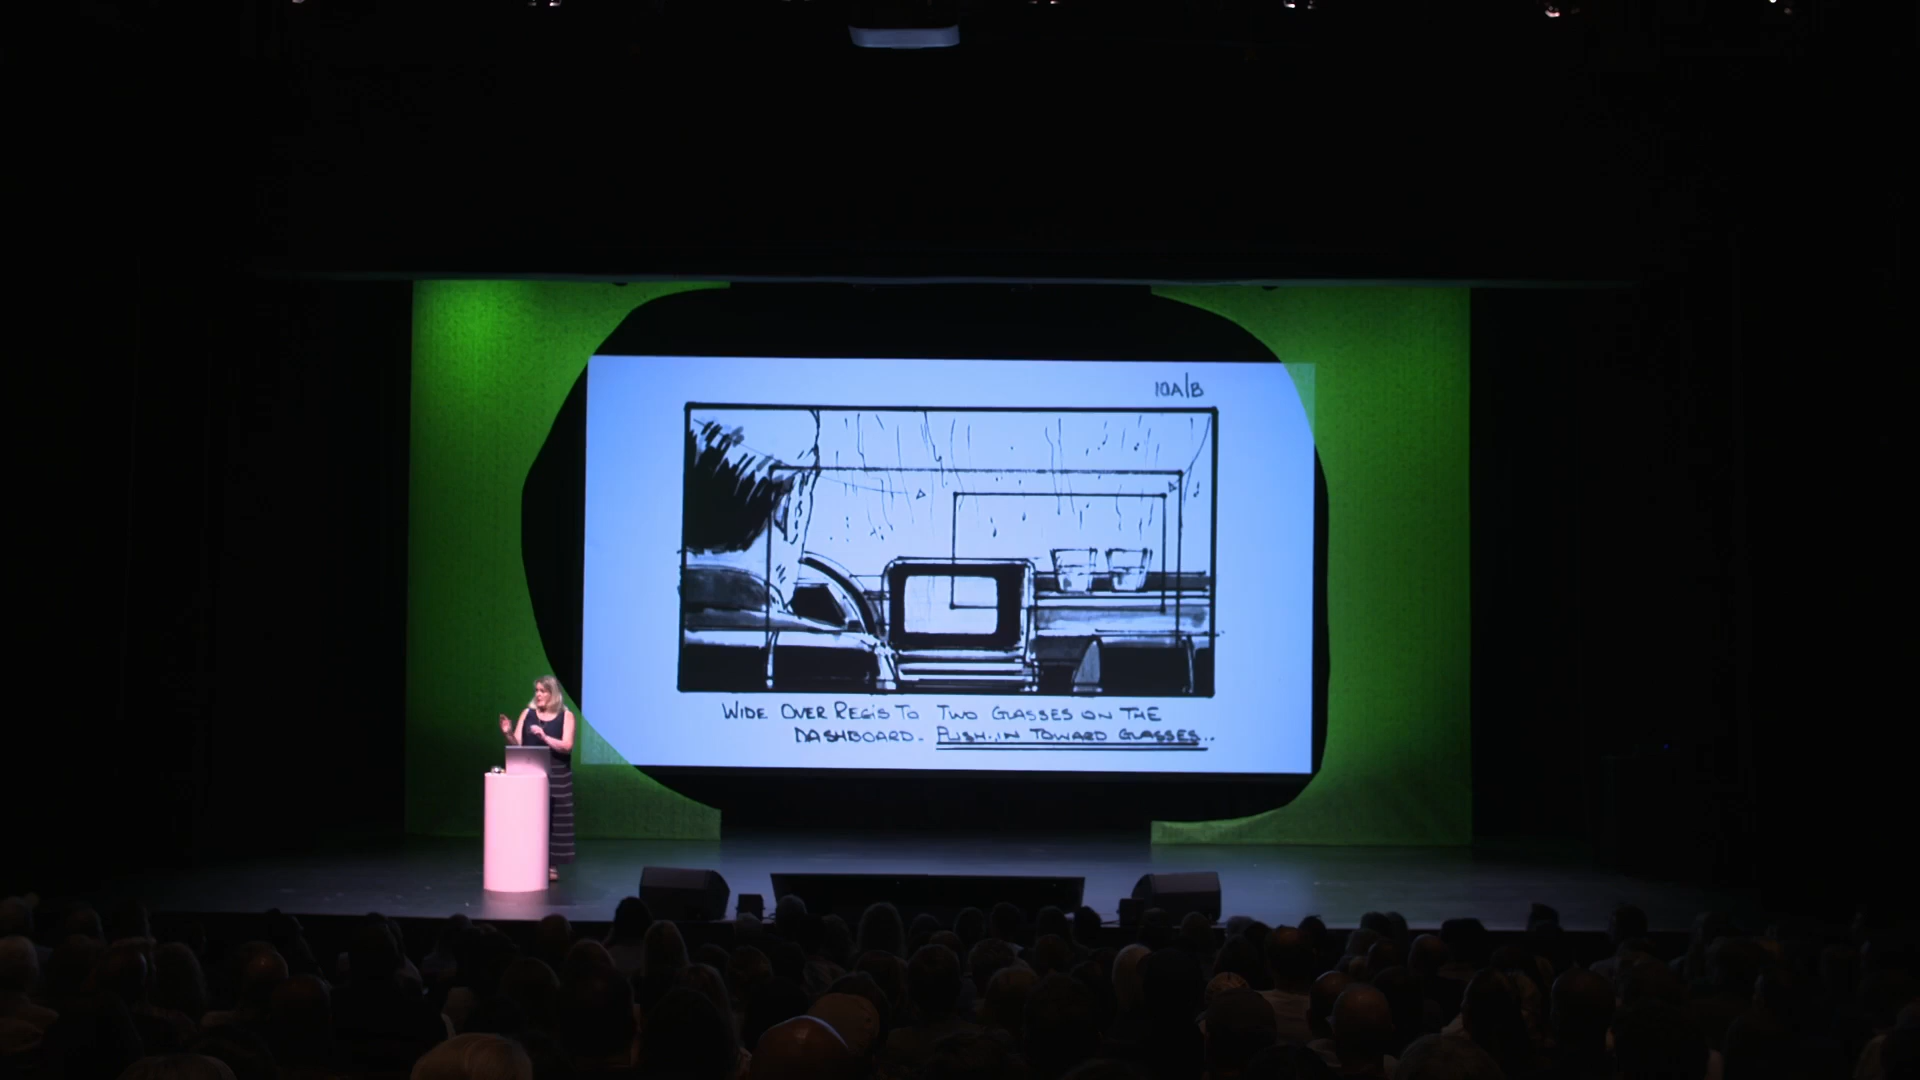 10A/B
WIDE OVER REGIS TO TWO GLASSES ON THE
DASHBOARD. PUSH..IN TOWARD GLASSES..